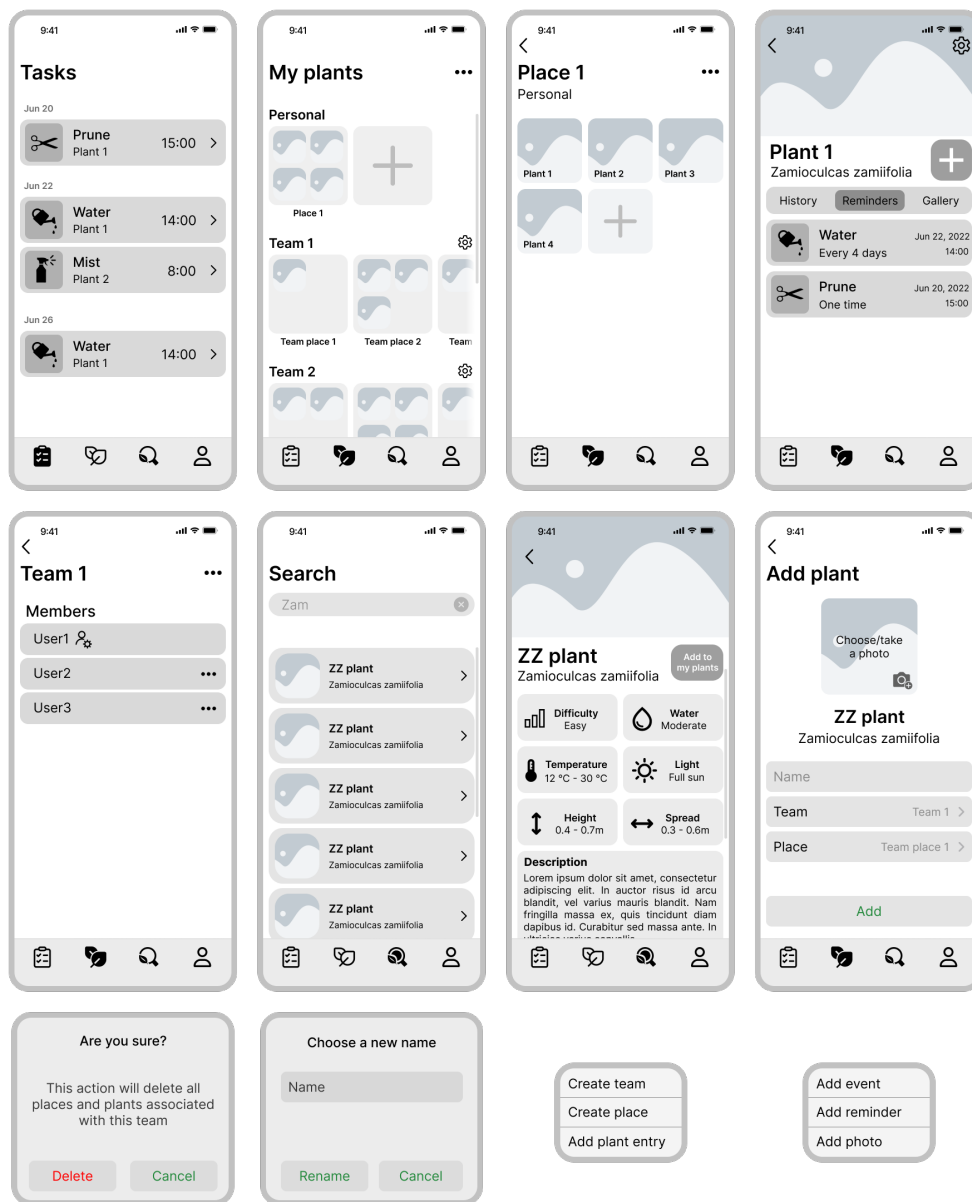 9:41
Tasks
Jun 20
Prune
Plant 1
15:00
Jun 22
Water
Plant 1
14:00
Mist
Plant 2
8:00
Jun 26
Water
Plant 1
14:00
9:41
My plants
Personal
Place 1
Team 1
Team place 1
Team place 2
Team
Team 2
9:41
Place 1
Personal
Plant 1
Plant 2
Plant 3
Plant 4
9:41
Plant 1
Zamioculcas zamiifolia
History
Reminders
Gallery
Water
Every 4 days
Jun 22, 2022
14:00
Prune
One time
Jun 20, 2022
15:00
9:41
Team 1
Members
User1
User2
User3
9:41
Search
Zam
ZZ plant
Zamioculcas zamiifolia
ZZ plant
Zamioculcas zamiifolia
ZZ plant
Zamioculcas zamiifolia
ZZ plant
Zamioculcas zamiifolia
ZZ plant
Zamioculcas zamiifolia
9:41
ZZ plant
Zamioculcas zamiifolia
Add to
my plants
Difficulty
Easy
Water
Moderate
Temperature
12 °C - 30 °C
Light
Full sun
Height
0.4 - 0.7m
Spread
0.3 - 0.6m
Description
Lorem ipsum dolor sit amet, consectetur
adipiscing elit. In auctor risus id arcu
blandit, vel varius mauris blandit. Nam
fringilla massa ex, quis tincidunt diam
dapibus id. Curabitur sed massa ante. In
9:41
Add plant
Choose/take
a photo
ZZ plant
Zamioculcas zamiifolia
Name
Team
Team 1
Place
Team place 1
Add
Are you sure?
This action will delete all
places and plants associated
with this team
Delete
Cancel
Choose a new name
Name
Rename
Cancel
Create team
Create place
Add plant entry
Add event
Add reminder
Add photo